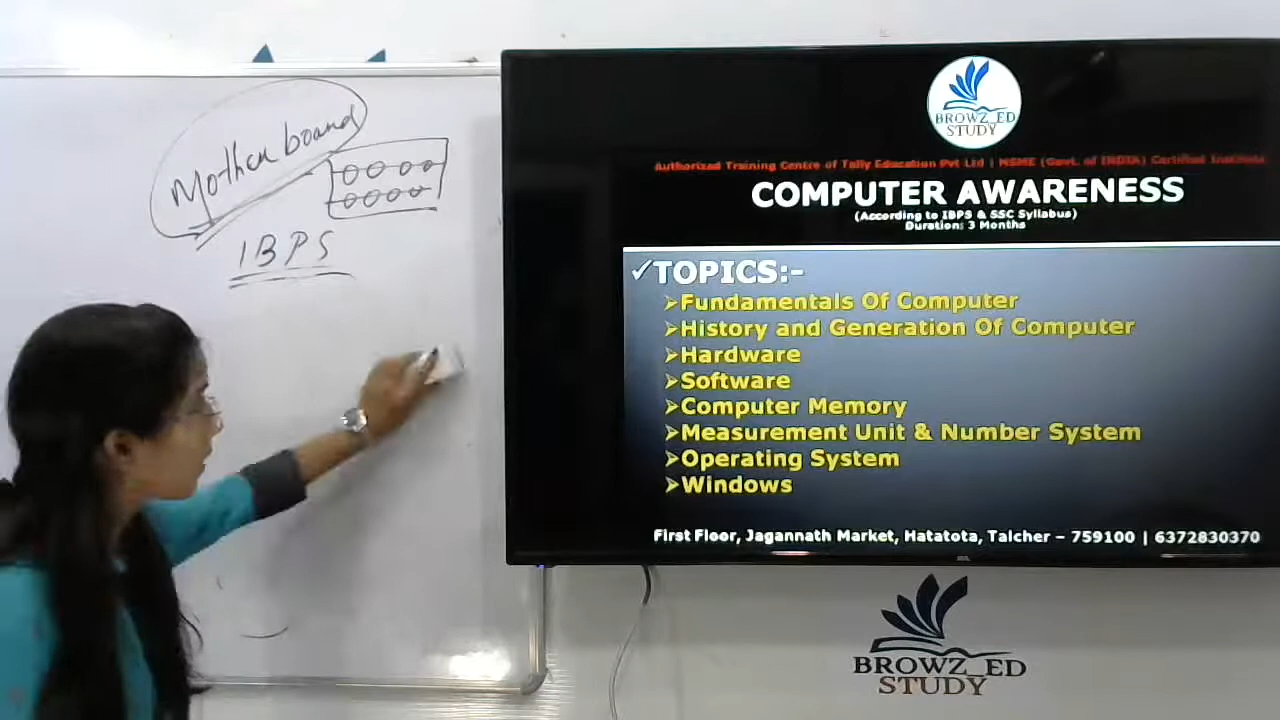 Mother board
IBPS
BROWZ_ED
STUDY
Authorized Training Centre of Tally Education Pvt Ltd | MSME (Govt. of INDIA) Certified Institute
COMPUTER AWARENESS
(According to IBPS & SSC Syllabus)
Duration: 3 Months
✓TOPICS:-
➢Fundamentals Of Computer
➢History and Generation Of Computer
➢Hardware
➢Software
➢Computer Memory
➢Measurement Unit & Number System
➢Operating System
➢Windows
First Floor, Jagannath Market, Hatatota, Talcher – 759100 | 6372830370
BROWZ_ED
STUDY